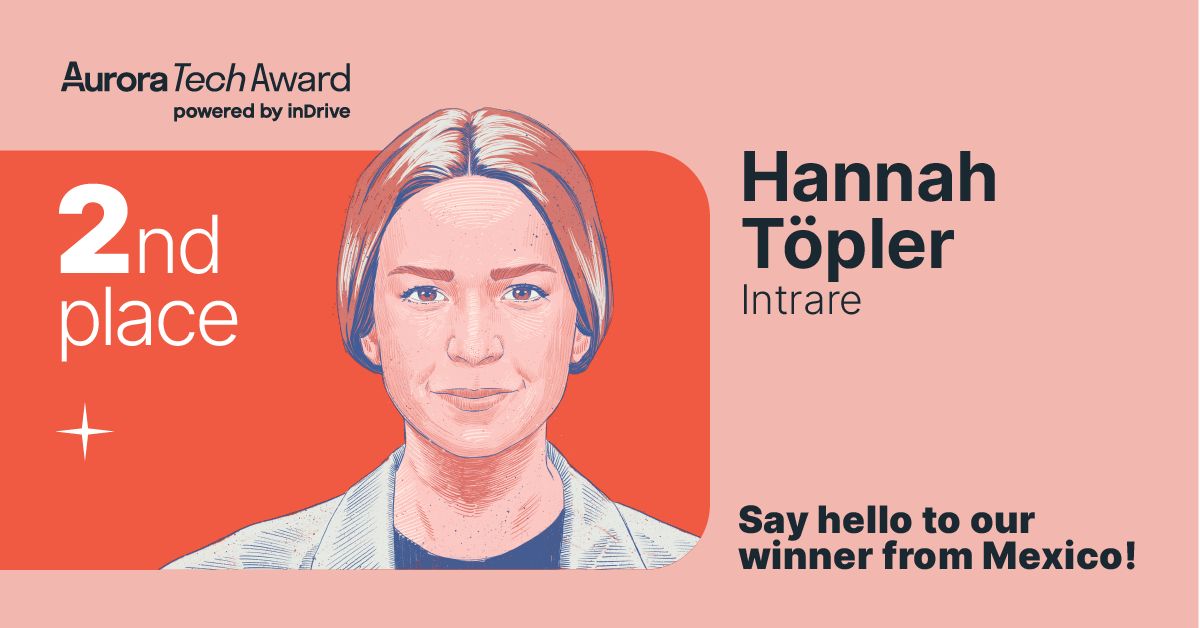 Aurora Tech Award
powered by inDrive
2nd
place
Hannah
Töpler
Intrare
Say hello to our
winner from Mexico!